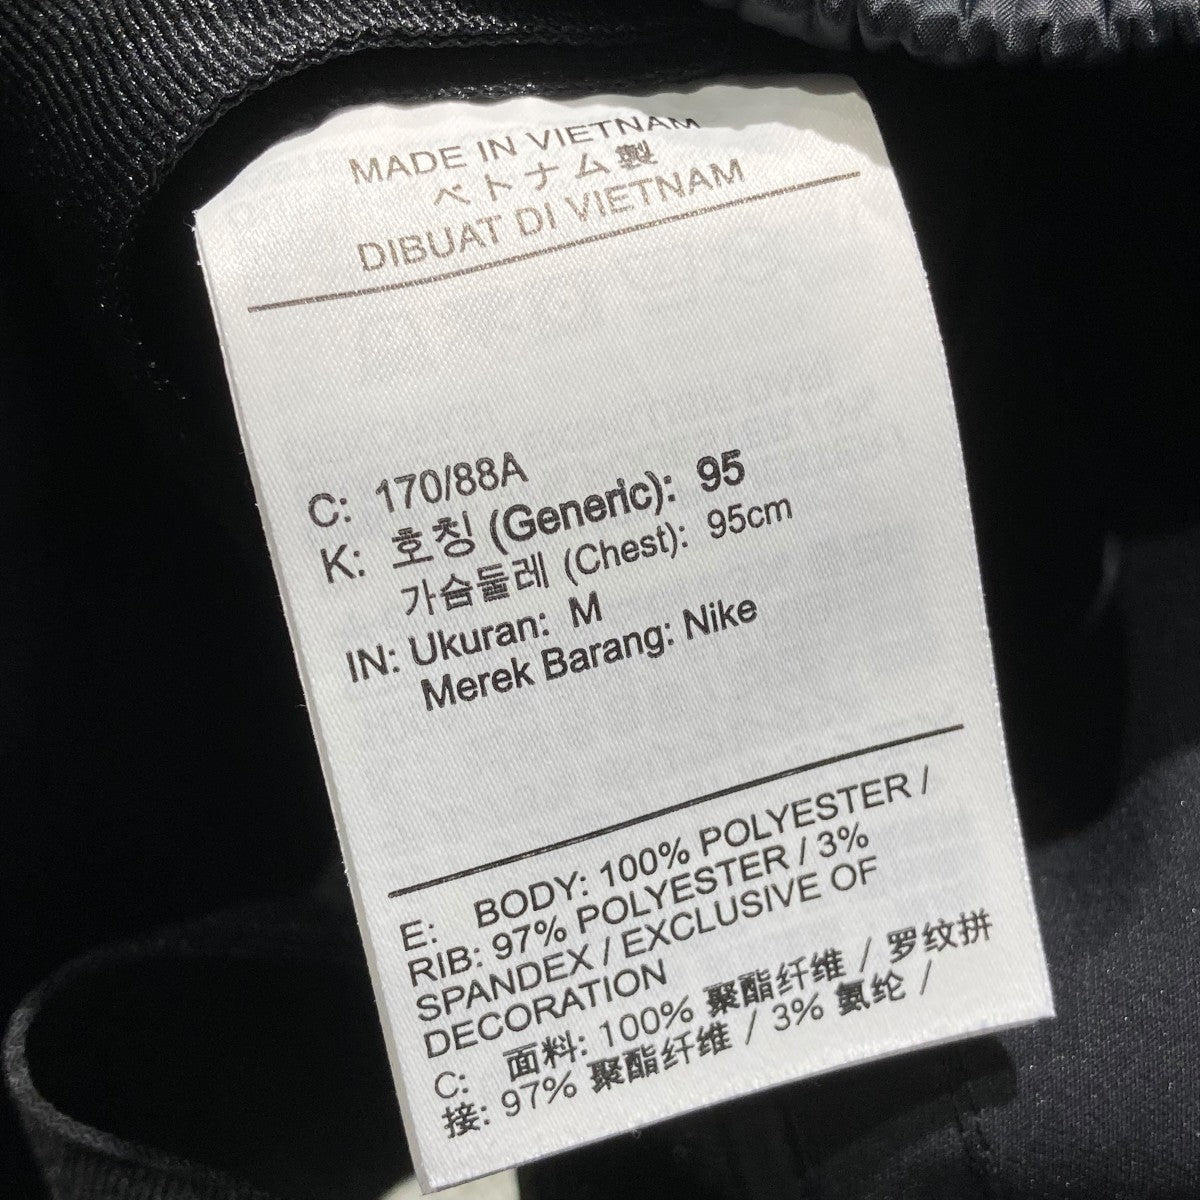 MADE IN VIETNAM
ベトナム製
DIBUAT DI VIETNAM
C: 170/88A
K: 호칭 (Generic): 95
가슴둘레 (Chest): 95cm
IN: Ukuran: M
Merek Barang: Nike
E: BODY: 100% POLYESTER /
RIB: 97% POLYESTER / 3%
SPANDEX / EXCLUSIVE OF
DECORATION
C: 面料: 100% 聚酯纤维 / 罗纹拼
接: 97% 聚酯纤维 / 3% 氨纶 /